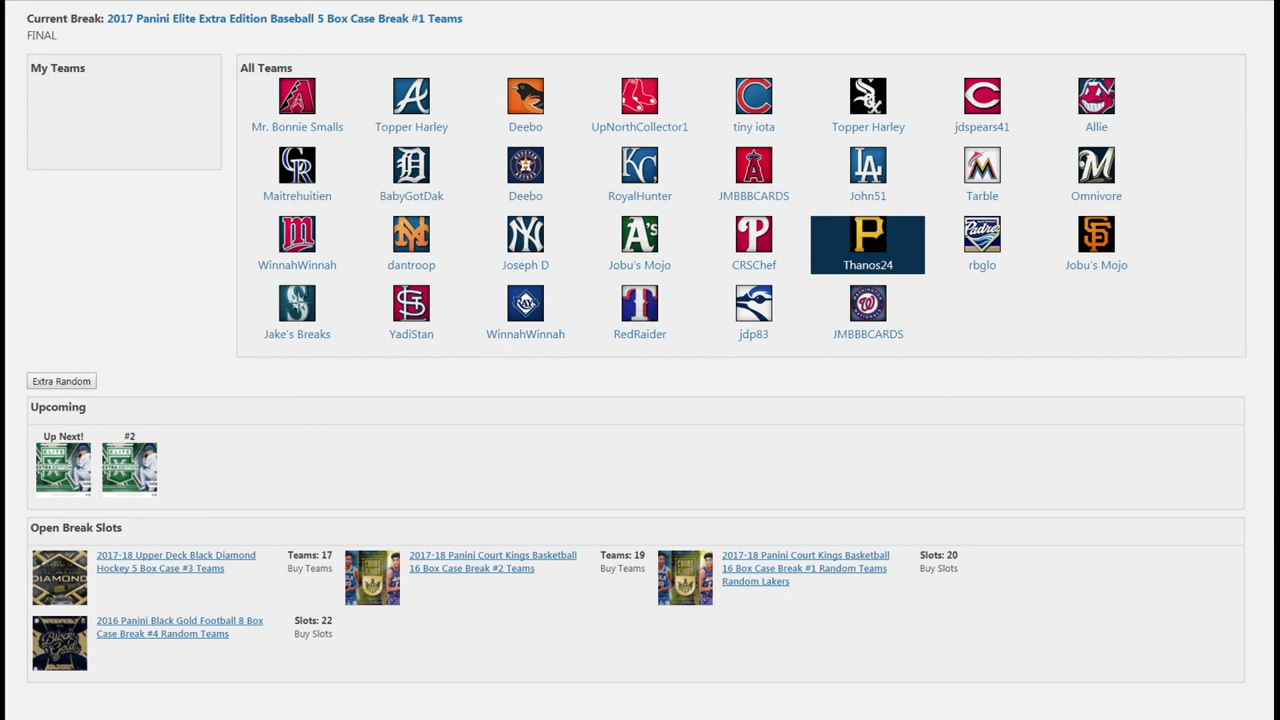 Current Break: 2017 Panini Elite Extra Edition Baseball 5 Box Case Break #1 Teams
FINAL
My Teams
All Teams
Mr. Bonnie Smalls
Topper Harley
Deebo
UpNorthCollector1
tiny iota
Topper Harley
jdspears41
Allie
Maitrehuitien
BabyGotDak
Deebo
RoyalHunter
JMBBBCARDS
John51
Tarble
Omnivore
WinnahWinnah
dantroop
Joseph D
Jobu's Mojo
CRSChef
Thanos24
rbglo
Jobu's Mojo
Jake's Breaks
YadiStan
WinnahWinnah
RedRaider
jdp83
JMBBBCARDS
Extra Random
Upcoming
Up Next!
#2
Open Break Slots
2017-18 Upper Deck Black Diamond
Hockey 5 Box Case #3 Teams
Teams: 17
Buy Teams
2017-18 Panini Court Kings Basketball
16 Box Case Break #2 Teams
Teams: 19
Buy Teams
2017-18 Panini Court Kings Basketball
16 Box Case Break #1 Random Teams
Random Lakers
Slots: 20
Buy Slots
2016 Panini Black Gold Football 8 Box
Case Break #4 Random Teams
Slots: 22
Buy Slots